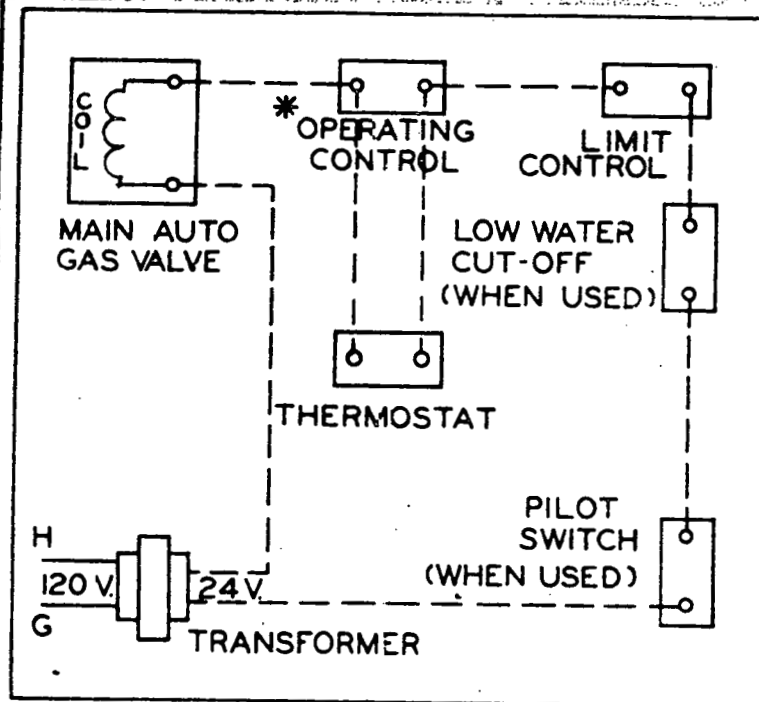 COIL
*
OPERATING
CONTROL
LIMIT
CONTROL
MAIN AUTO
GAS VALVE
LOW WATER
CUT-OFF
(WHEN USED)
THERMOSTAT
PILOT
SWITCH
(WHEN USED)
H
120 V.
24 V.
G
TRANSFORMER